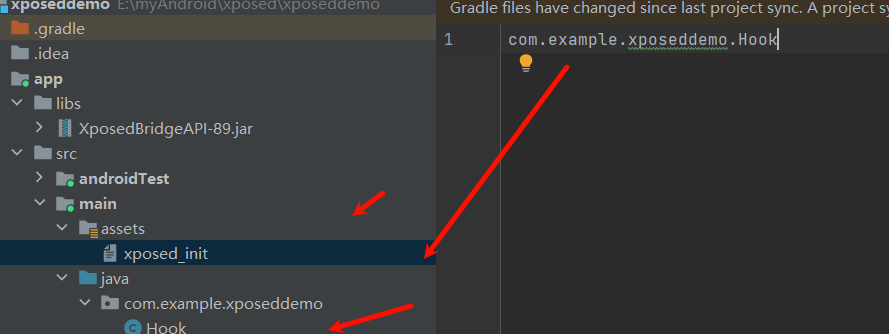 xposeddemo E:\myAndroid\xposed\xposeddemo
.gradle
.idea
app
libs
XposedBridgeAPI-89.jar
src
androidTest
main
assets
xposed_init
java
com.example.xposeddemo
Hook
Gradle files have changed since last project sync. A project sy
1 com.example.xposeddemo.Hook